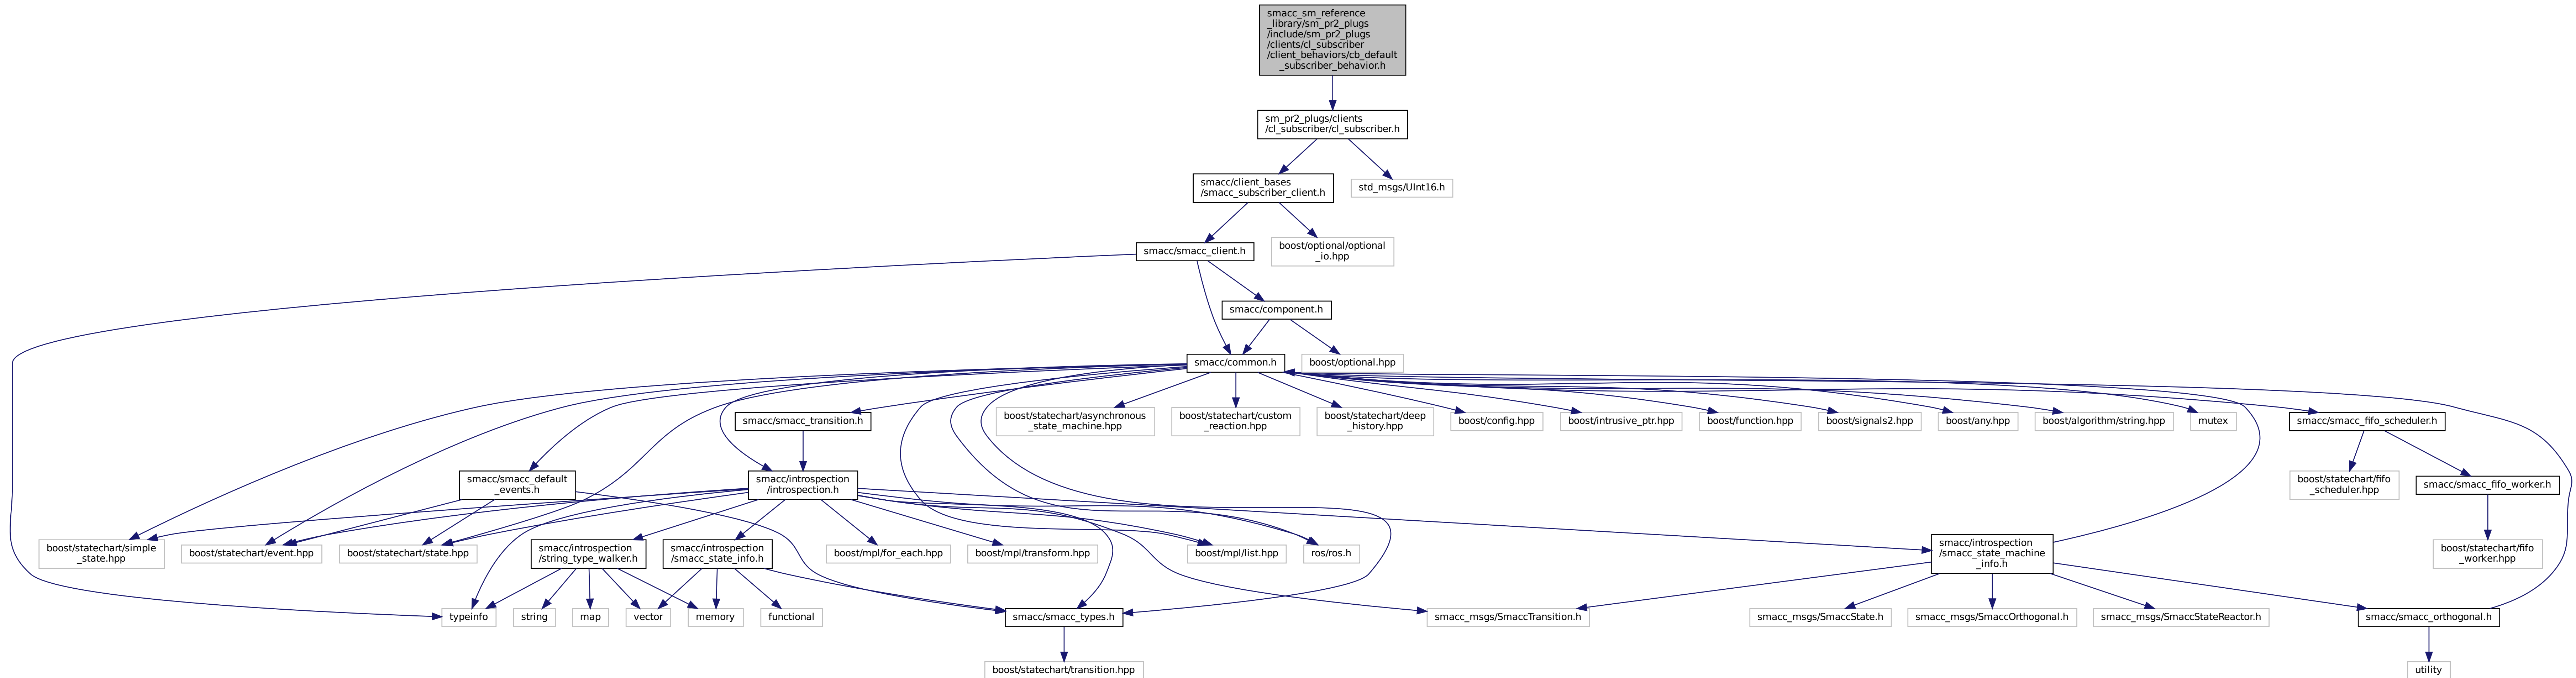 smacc_sm_reference
_library/sm_pr2_plugs
/include/sm_pr2_plugs
/clients/cl_subscriber
/client_behaviors/cb_default
_subscriber_behavior.h
sm_pr2_plugs/clients
/cl_subscriber/cl_subscriber.h
smacc/client_bases
/smacc_subscriber_client.h
std_msgs/UInt16.h
smacc/smacc_client.h
boost/optional/optional
_io.hpp
smacc/component.h
smacc/common.h
boost/optional.hpp
smacc/smacc_transition.h
boost/statechart/asynchronous
_state_machine.hpp
boost/statechart/custom
_reaction.hpp
boost/statechart/deep
_history.hpp
boost/config.hpp
boost/intrusive_ptr.hpp
boost/function.hpp
boost/signals2.hpp
boost/any.hpp
boost/algorithm/string.hpp
mutex
smacc/smacc_fifo_scheduler.h
smacc/smacc_default
_events.h
smacc/introspection
/introspection.h
boost/statechart/fifo
_scheduler.hpp
smacc/smacc_fifo_worker.h
boost/statechart/simple
_state.hpp
boost/statechart/event.hpp
boost/statechart/state.hpp
smacc/introspection
/string_type_walker.h
smacc/introspection
/smacc_state_info.h
boost/mpl/for_each.hpp
boost/mpl/transform.hpp
boost/mpl/list.hpp
ros/ros.h
smacc/introspection
/smacc_state_machine
_info.h
boost/statechart/fifo
_worker.hpp
typeinfo
string
map
vector
memory
functional
smacc/smacc_types.h
smacc_msgs/SmaccTransition.h
smacc_msgs/SmaccState.h
smacc_msgs/SmaccOrthogonal.h
smacc_msgs/SmaccStateReactor.h
smacc/smacc_orthogonal.h
boost/statechart/transition.hpp
utility